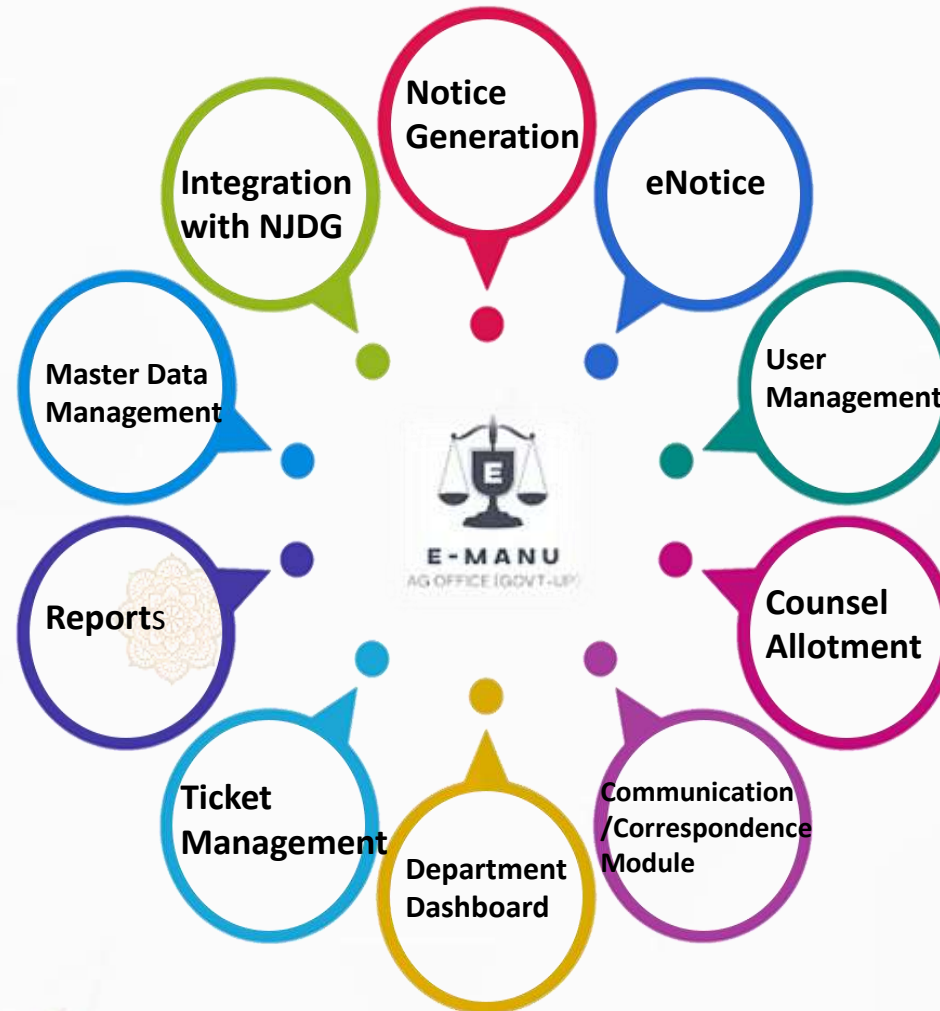 Notice
Generation
eNotice
Integration
with NJDG
User
Management
Master Data
Management
E
E-MANU
AG OFFICE (GOVT-UP)
Counsel
Allotment
Reports
Ticket
Management
Communication
/Correspondence
Module
Department
Dashboard